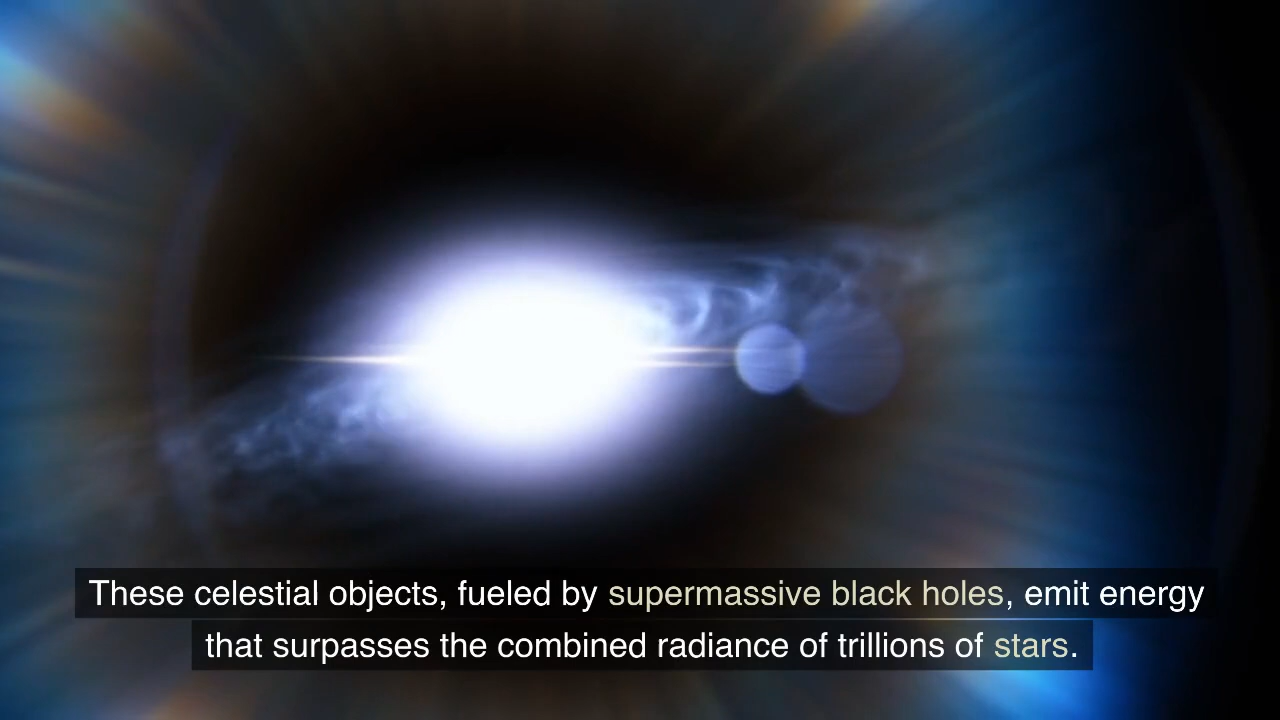 These celestial objects, fueled by supermassive black holes, emit energy
that surpasses the combined radiance of trillions of stars.